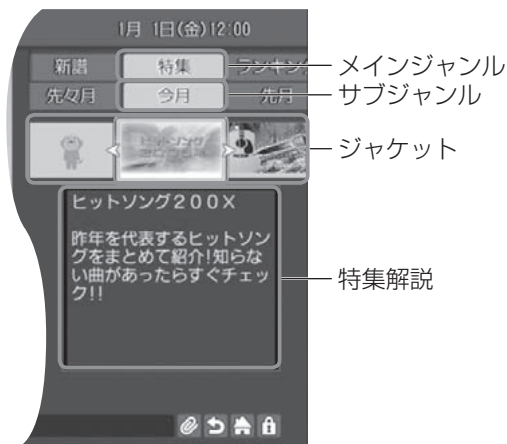 1月 1日(金)12:00
新譜 特集 ランキング メインジャンル
先々月 今月 先月 サブジャンル
ジャケット
ヒットソング200X
昨年を代表するヒットソン
グをまとめて紹介!知らな
い曲があったらすぐチェッ
ク!!
特集解説